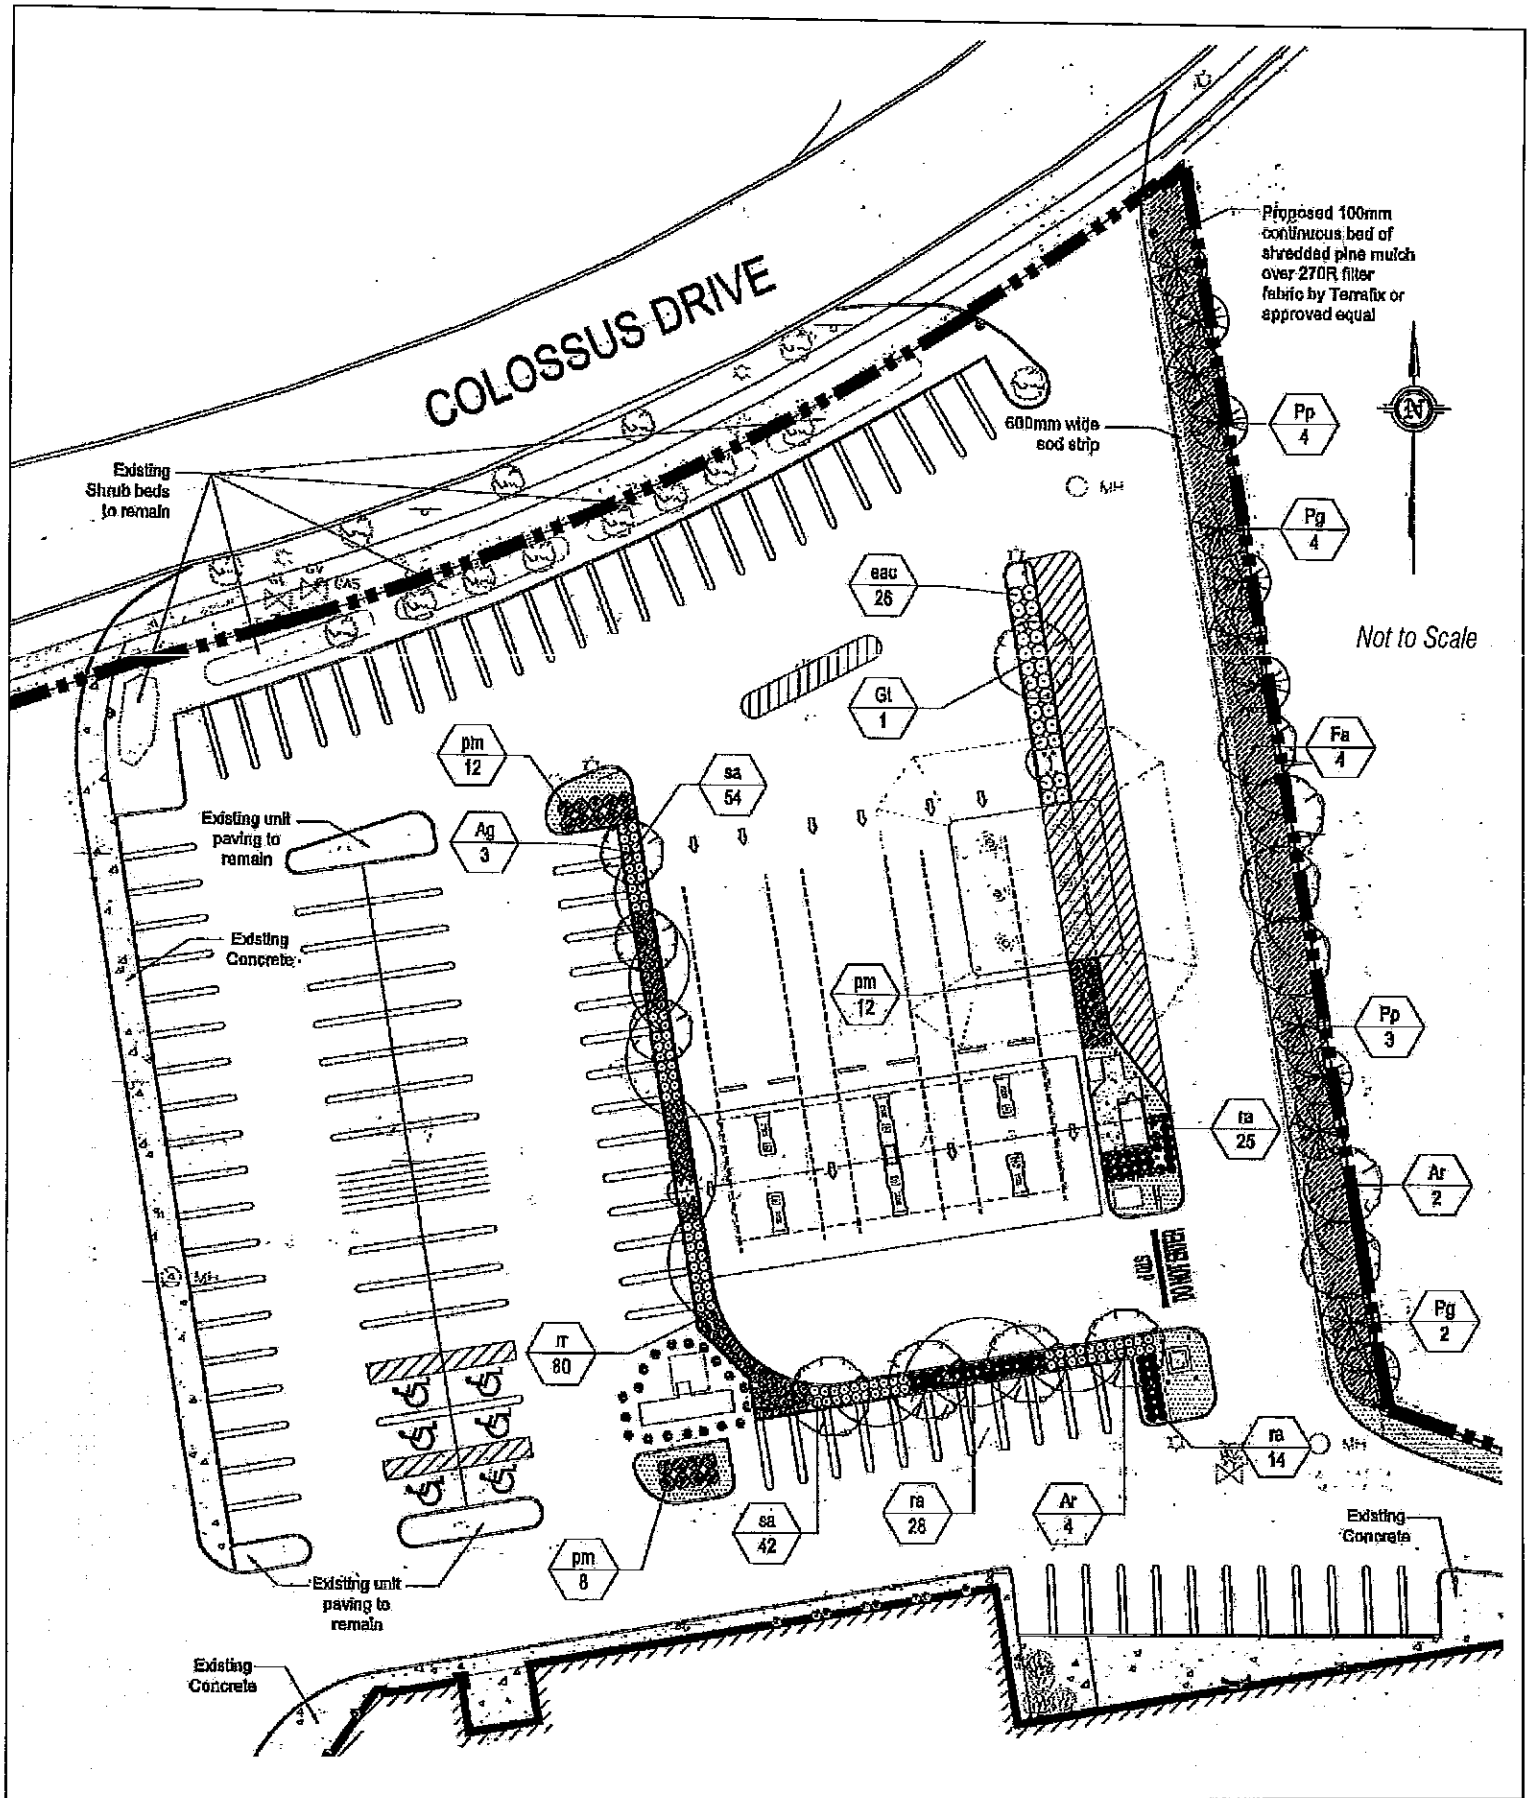 Proposed 100mm
continuous bed of
shredded pine mulch
over 270R filter
fabric by Terrafix or
approved equal
COLOSSUS DRIVE
N
Pp
4
600mm wide
sod strip
MH
Existing
Shrub beds
to remain
Pg
4
GV
GAS
eac
26
Not to Scale
Gl
1
pm
12
sa
54
Fa
4
Existing unit
paving to
remain
Ag
3
Existing
Concrete
pm
12
Pp
3
ra
25
Ar
2
STOP
MH
rr
80
Pg
2
ra
14
MH
sa
42
ra
28
Ar
4
Existing
Concrete
pm
8
Existing unit
paving to
remain
Existing
Concrete